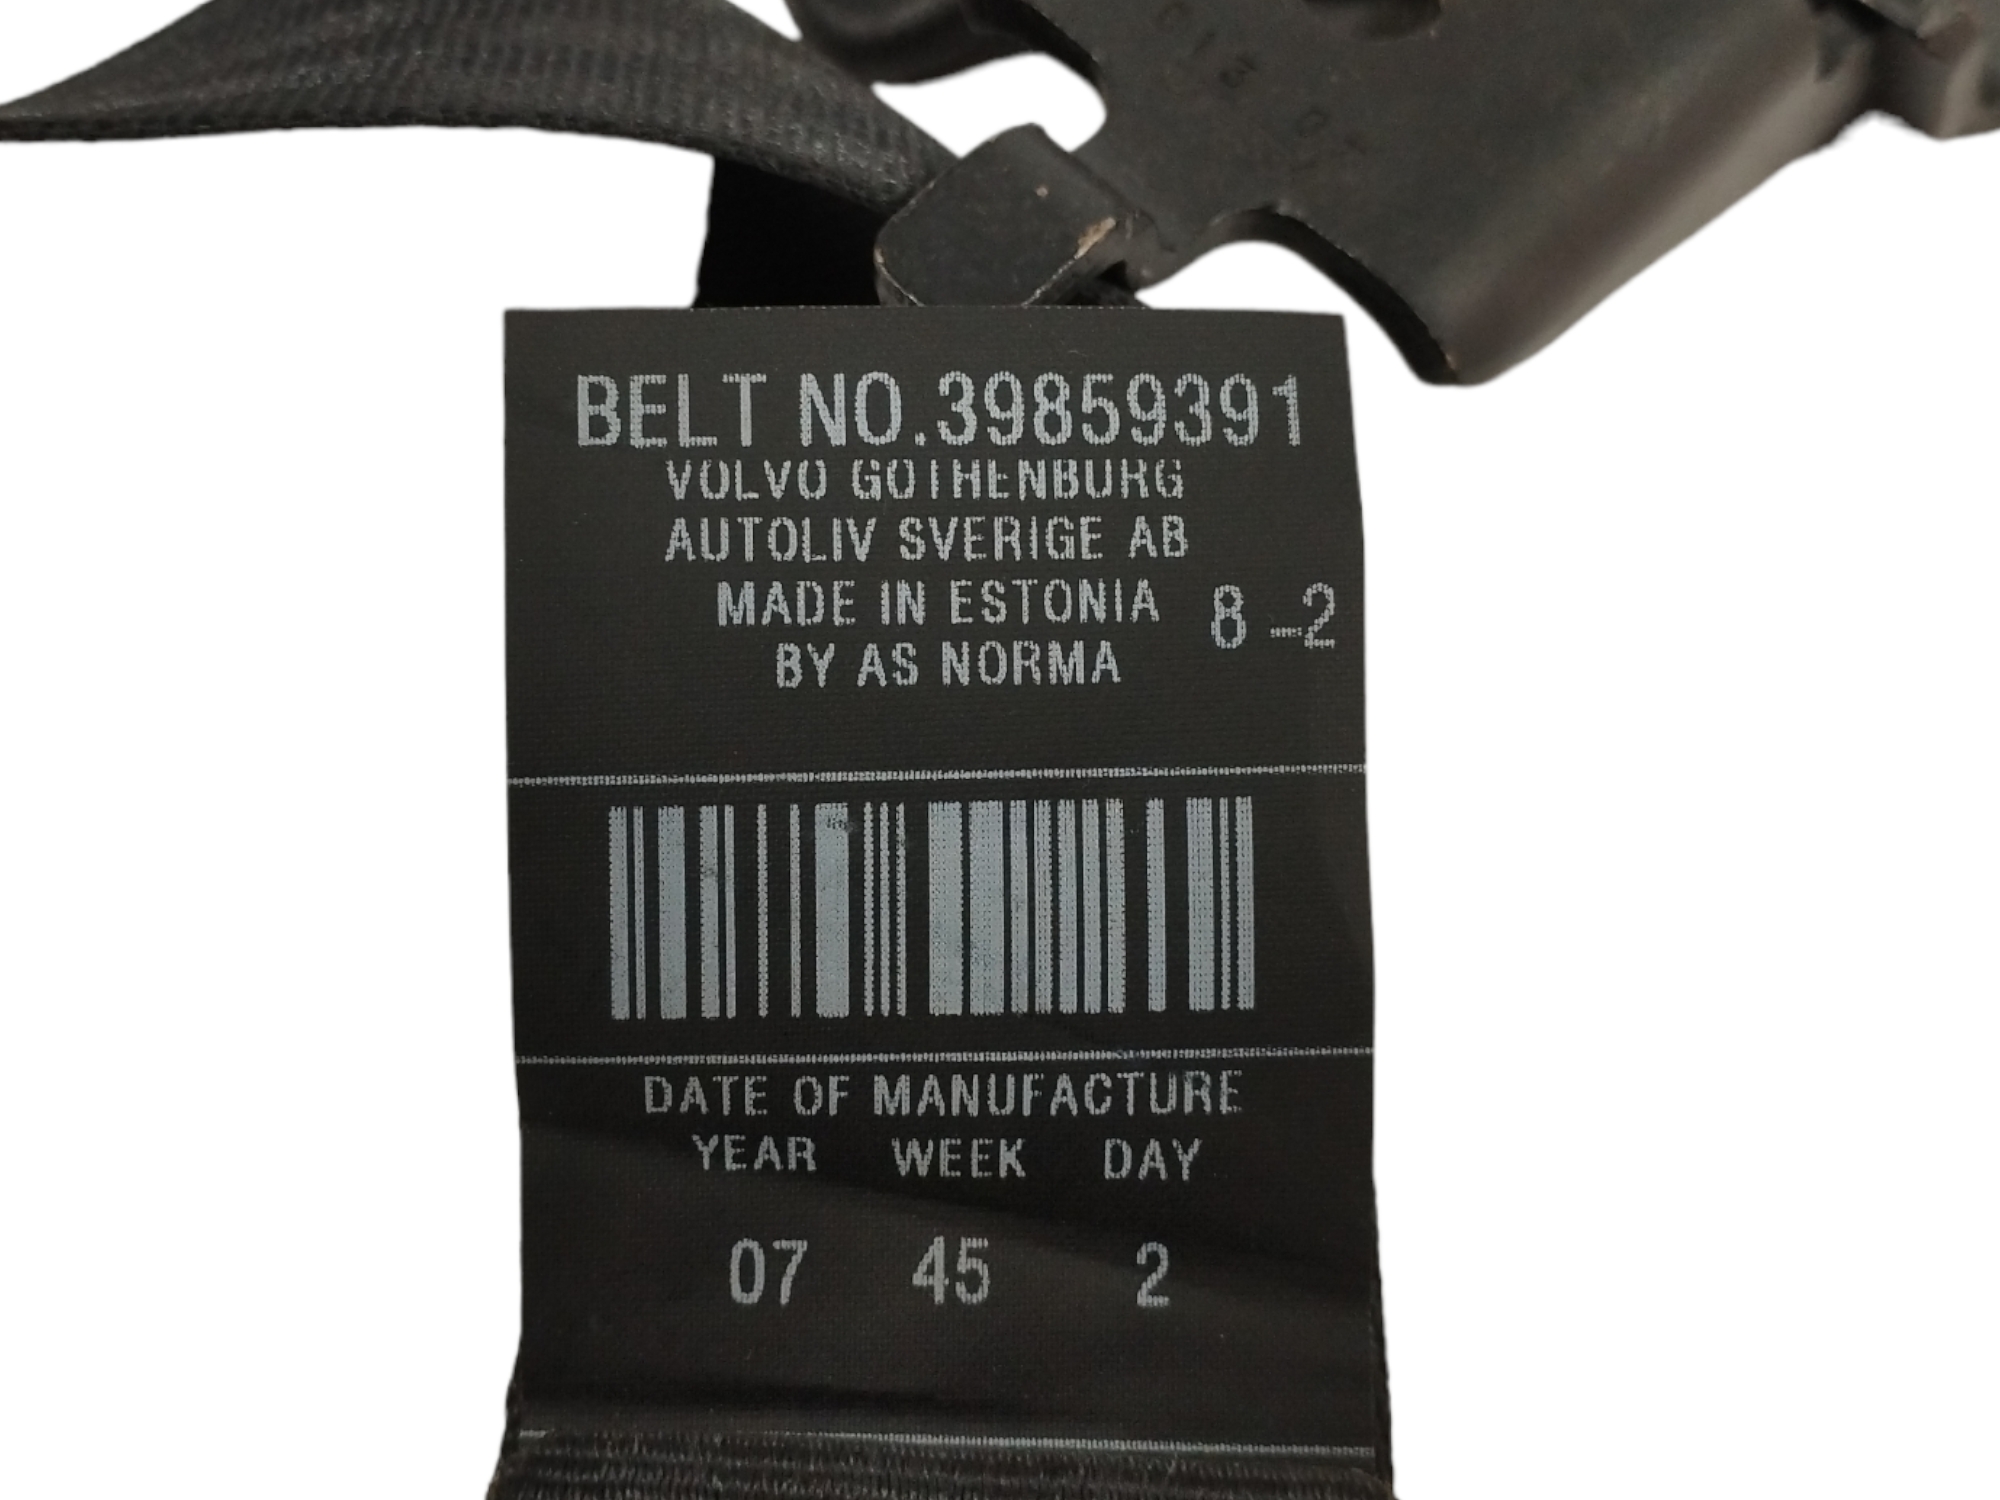 BELT NO.39859391
VOLVO GOTHENBURG
AUTOLIV SVERIGE AB
MADE IN ESTONIA 8-2
BY AS NORMA
DATE OF MANUFACTURE
YEAR WEEK DAY
07 45 2